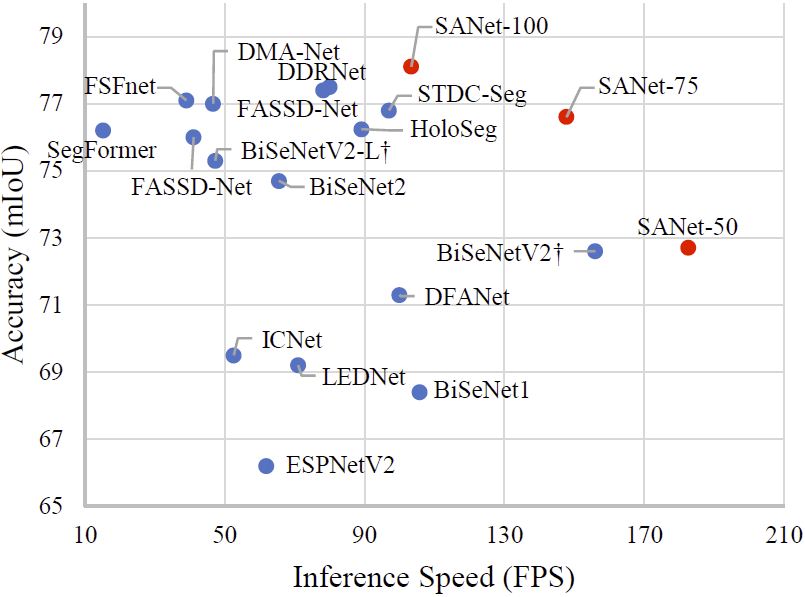 79
77
75
73
71
69
67
65
Accuracy (mIoU)
SANet-100
DMA-Net
DDRNet
FSFnet
STDC-Seg
SANet-75
FASSD-Net
HoloSeg
SegFormer
BiSeNetV2-L†
FASSD-Net
BiSeNet2
SANet-50
BiSeNetV2†
DFANet
ICNet
LEDNet
BiSeNet1
ESPNetV2
10 50 90 130 170 210
Inference Speed (FPS)